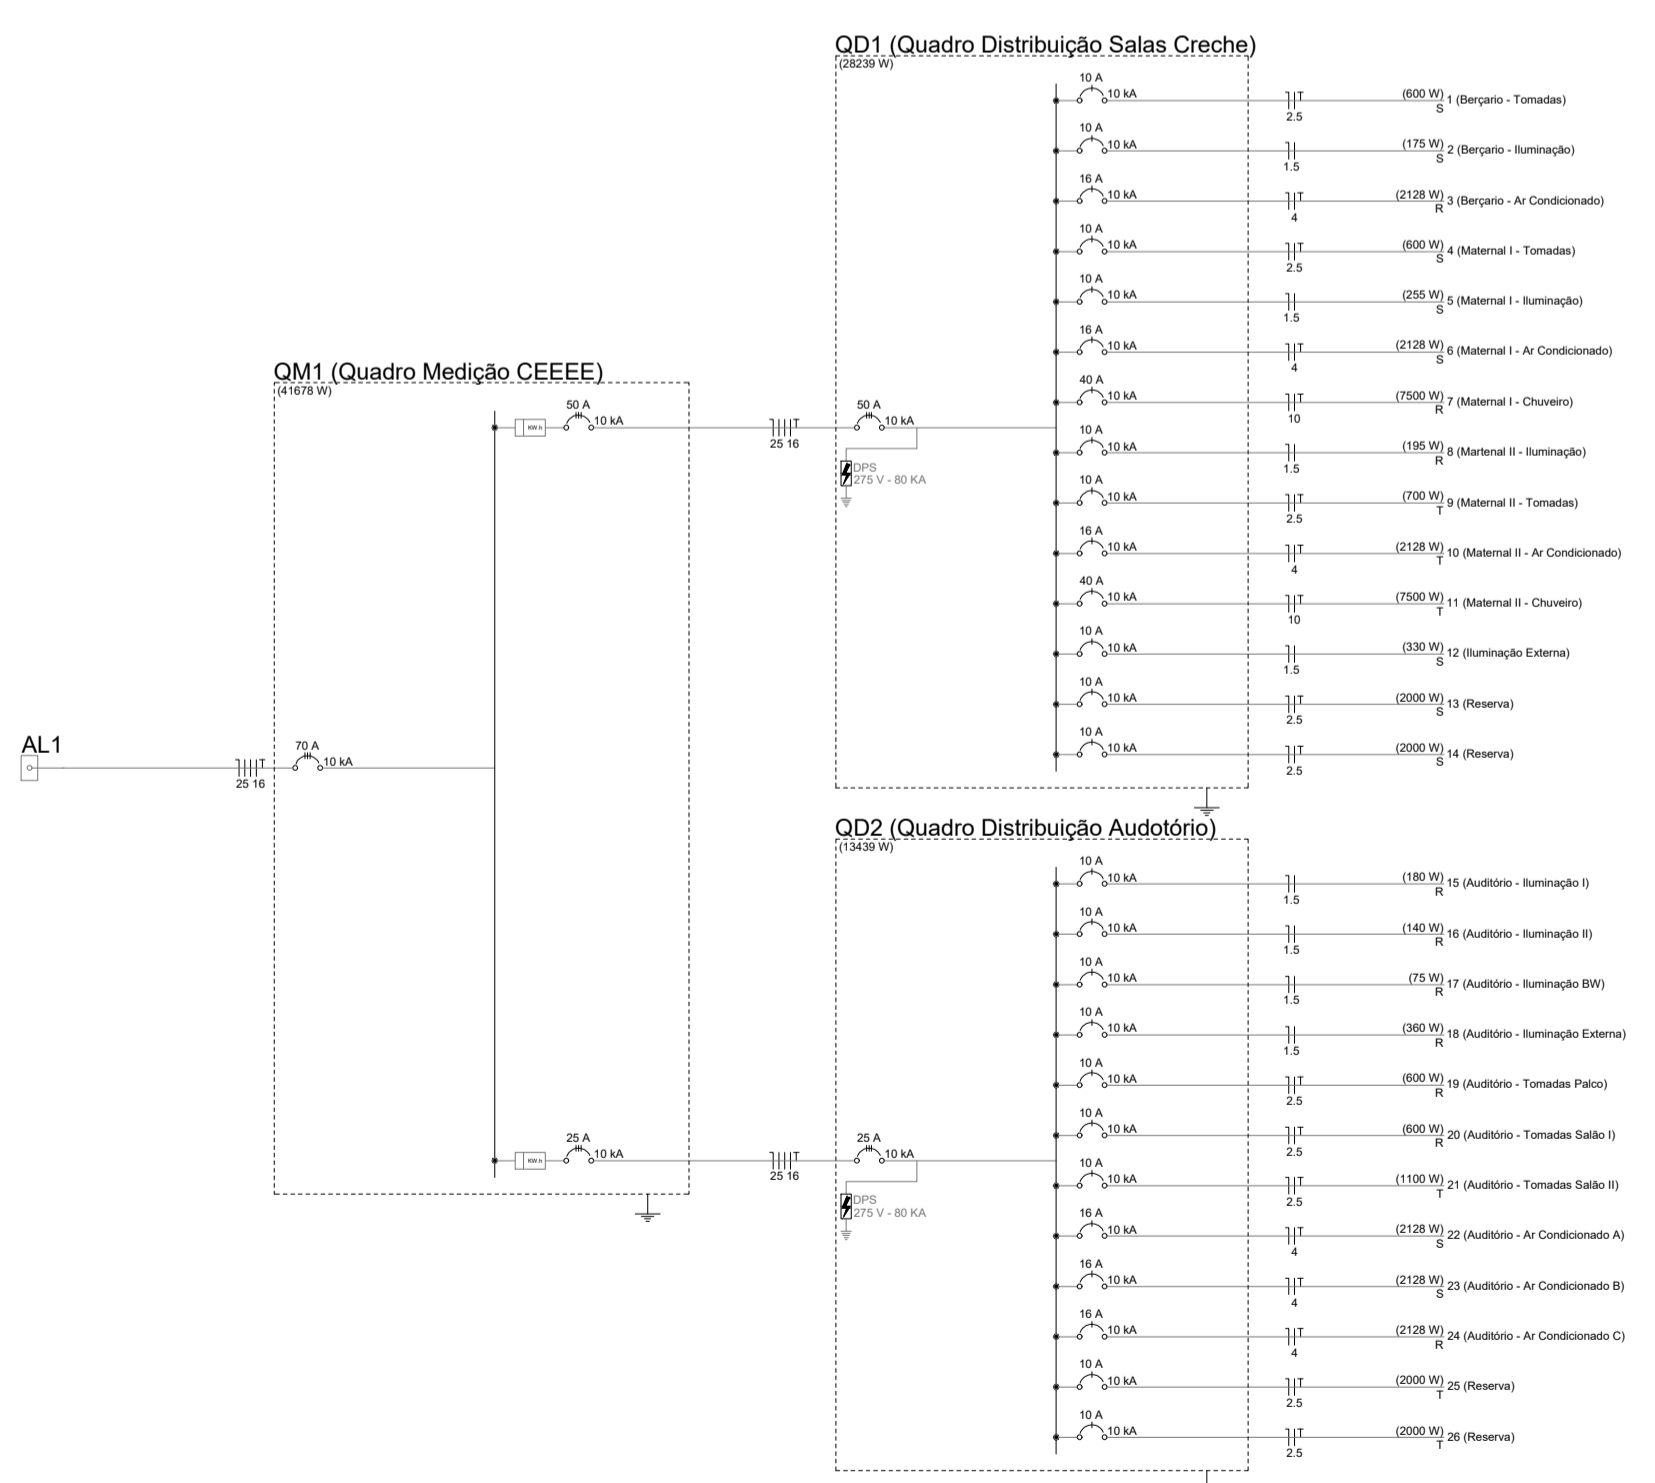 QD1 (Quadro Distribuição Salas Creche)
(28239 W)
10 A
10 kA
T
2.5
(600 W)
S
1 (Berçario - Tomadas)
10 A
10 kA
1.5
(175 W)
S
2 (Berçario - Iluminação)
16 A
10 kA
T
4
(2128 W)
R
3 (Berçario - Ar Condicionado)
10 A
10 kA
T
2.5
(600 W)
S
4 (Maternal I - Tomadas)
10 A
10 kA
1.5
(255 W)
S
5 (Maternal I - Iluminação)
16 A
10 kA
T
4
(2128 W)
S
6 (Maternal I - Ar Condicionado)
40 A
10 kA
T
10
(7500 W)
R
7 (Maternal I - Chuveiro)
10 A
10 kA
1.5
(195 W)
R
8 (Martenal II - Iluminação)
10 A
10 kA
T
2.5
(700 W)
T
9 (Maternal II - Tomadas)
16 A
10 kA
T
4
(2128 W)
T
10 (Maternal II - Ar Condicionado)
40 A
10 kA
T
10
(7500 W)
T
11 (Maternal II - Chuveiro)
10 A
10 kA
1.5
(330 W)
S
12 (Iluminação Externa)
10 A
10 kA
T
2.5
(2000 W)
S
13 (Reserva)
10 A
10 kA
T
2.5
(2000 W)
S
14 (Reserva)
QM1 (Quadro Medição CEEEE)
(41678 W)
KW.h
50 A
10 kA
T
25 16
50 A
10 kA
DPS
275 V - 80 KA
AL1
T
25 16
70 A
10 kA
KW.h
25 A
10 kA
T
25 16
25 A
10 kA
DPS
275 V - 80 KA
QD2 (Quadro Distribuição Audotório)
(13439 W)
10 A
10 kA
1.5
(180 W)
R
15 (Auditório - Iluminação I)
10 A
10 kA
1.5
(140 W)
R
16 (Auditório - Iluminação II)
10 A
10 kA
1.5
(75 W)
R
17 (Auditório - Iluminação BW)
10 A
10 kA
1.5
(360 W)
R
18 (Auditório - Iluminação Externa)
10 A
10 kA
T
2.5
(600 W)
R
19 (Auditório - Tomadas Palco)
10 A
10 kA
T
2.5
(600 W)
R
20 (Auditório - Tomadas Salão I)
10 A
10 kA
T
2.5
(1100 W)
T
21 (Auditório - Tomadas Salão II)
16 A
10 kA
T
4
(2128 W)
S
22 (Auditório - Ar Condicionado A)
16 A
10 kA
T
4
(2128 W)
S
23 (Auditório - Ar Condicionado B)
16 A
10 kA
T
4
(2128 W)
R
24 (Auditório - Ar Condicionado C)
10 A
10 kA
T
2.5
(2000 W)
T
25 (Reserva)
10 A
10 kA
T
2.5
(2000 W)
T
26 (Reserva)